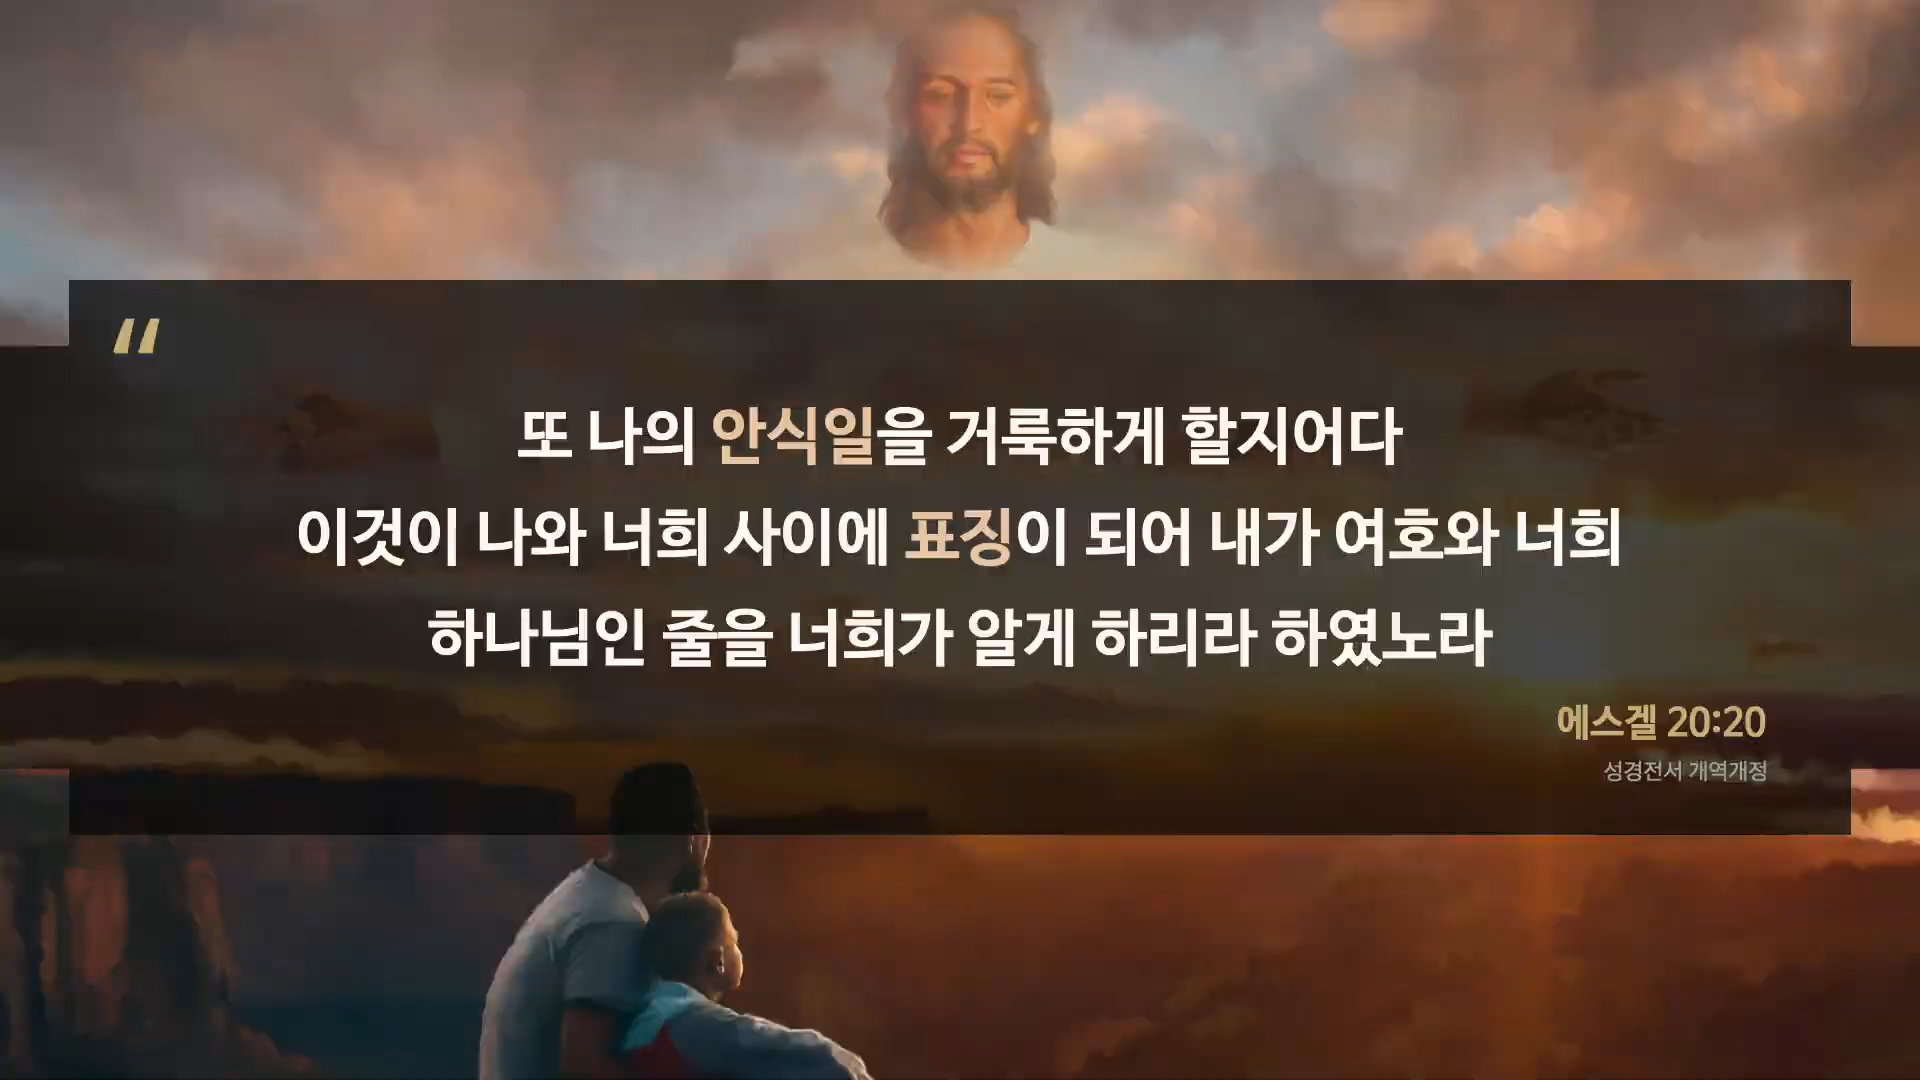 “
또 나의 안식일을 거룩하게 할지어다
이것이 나와 너희 사이에 표징이 되어 내가 여호와 너희
하나님인 줄을 너희가 알게 하리라 하였노라
에스겔 20:20
성경전서 개역개정